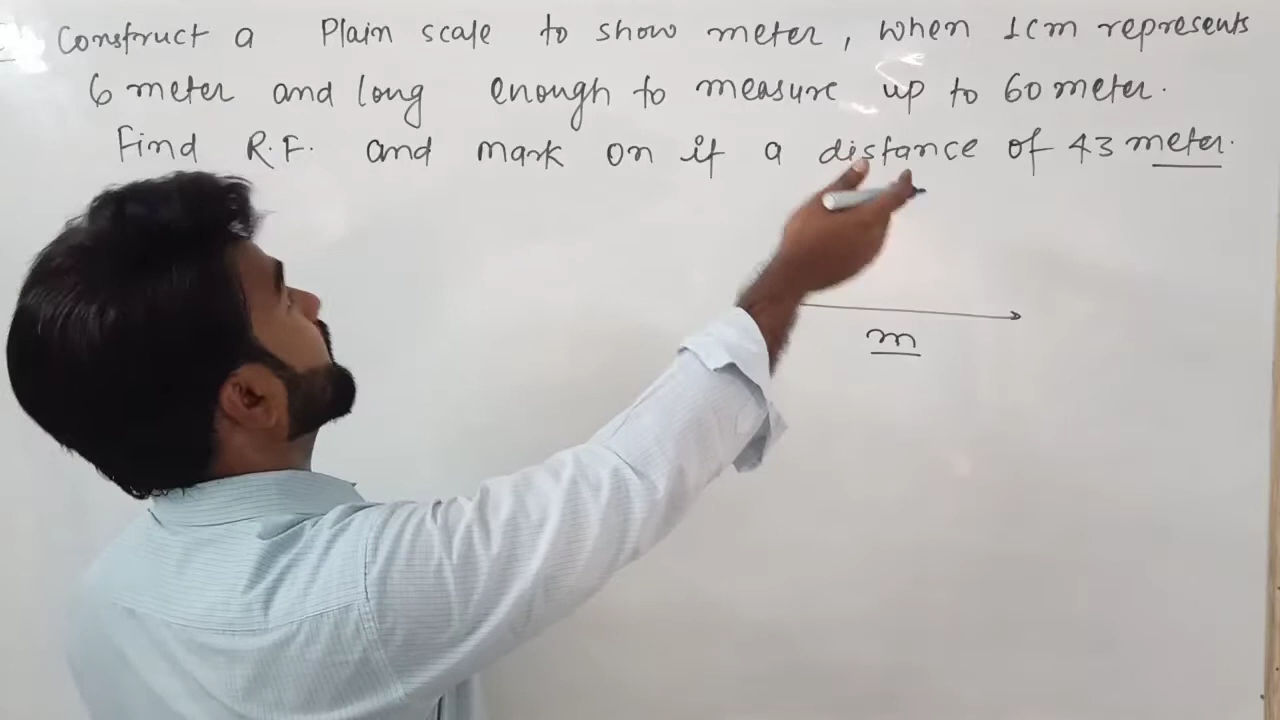 Construct a Plain scale to show meter, when 1cm represents
6 meter and long enough to measure up to 60 meter.
Find R.F. and mark on it a distance of 43 meter.
m